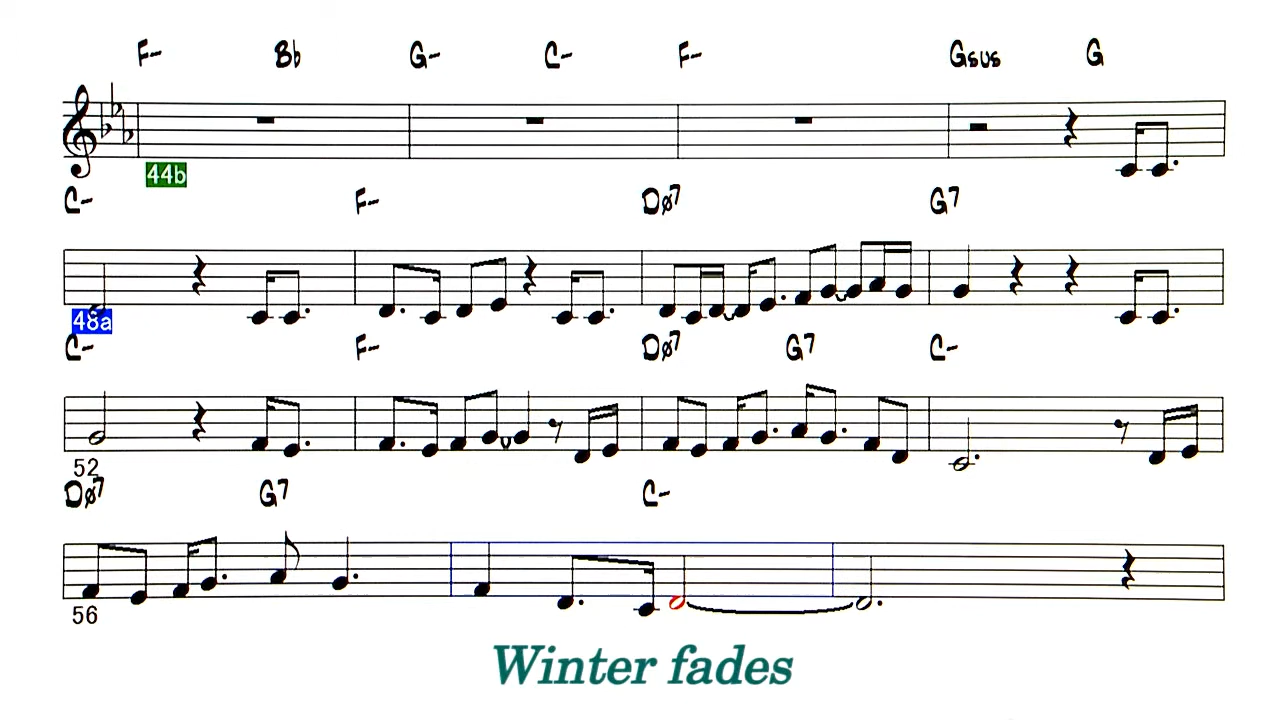 F- Bb G- C- F- Gsus G
44b
C- F- Dø7 G7
48a
C- F- Dø7 G7 C-
52
Dø7 G7 C-
56
Winter fades